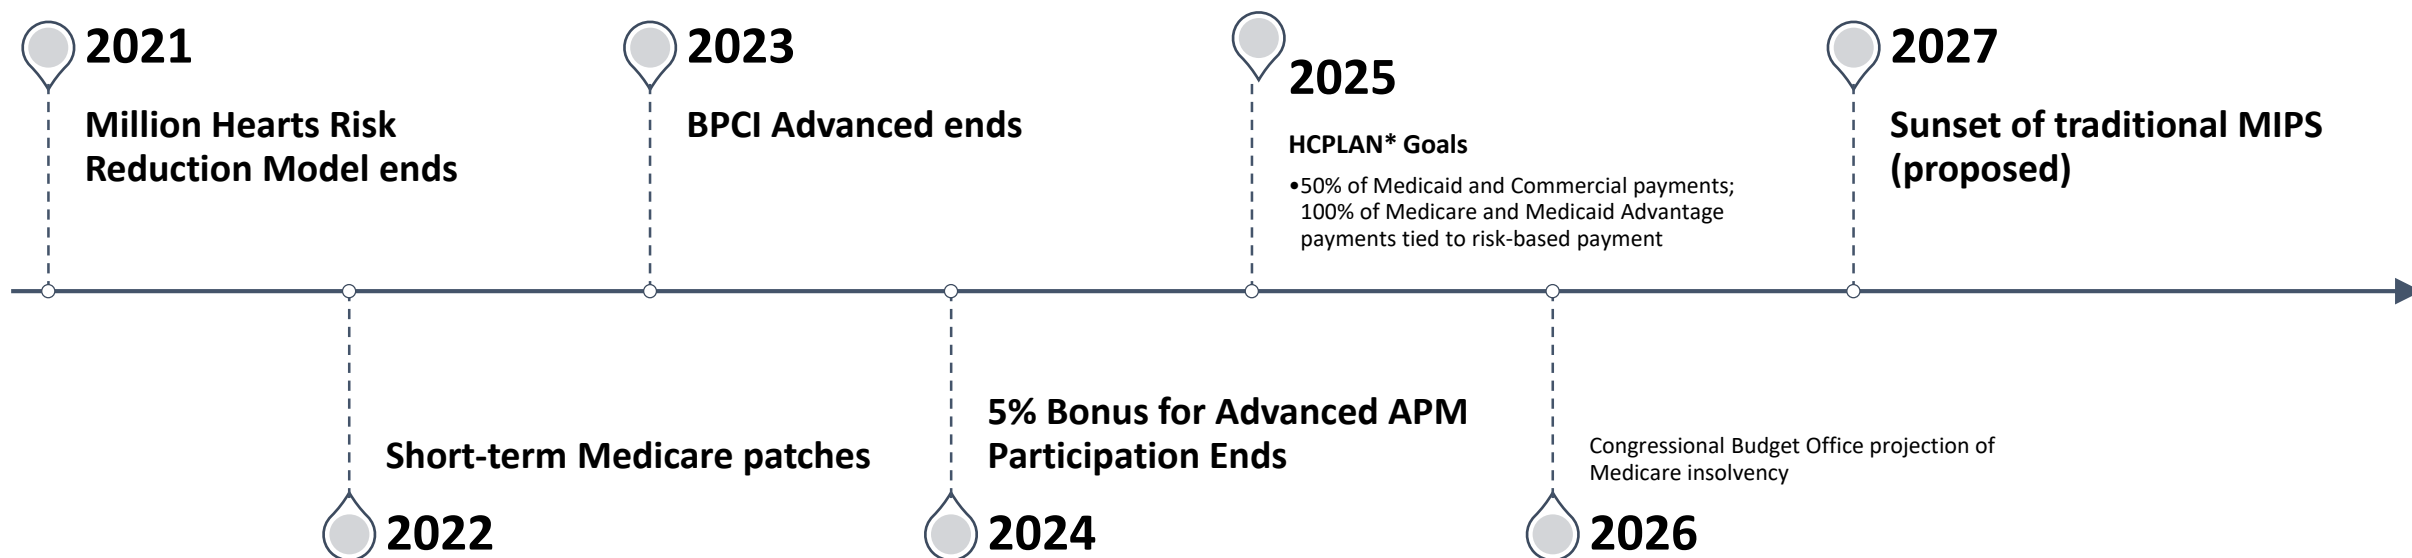 2021
Million Hearts Risk
Reduction Model ends
Short-term Medicare patches
2022
2023
BPCI Advanced ends
5% Bonus for Advanced APM
Participation Ends
2024
2025
HCPLAN* Goals
•50% of Medicaid and Commercial payments;
100% of Medicare and Medicaid Advantage
payments tied to risk-based payment
Congressional Budget Office projection of
Medicare insolvency
2026
2027
Sunset of traditional MIPS
(proposed)